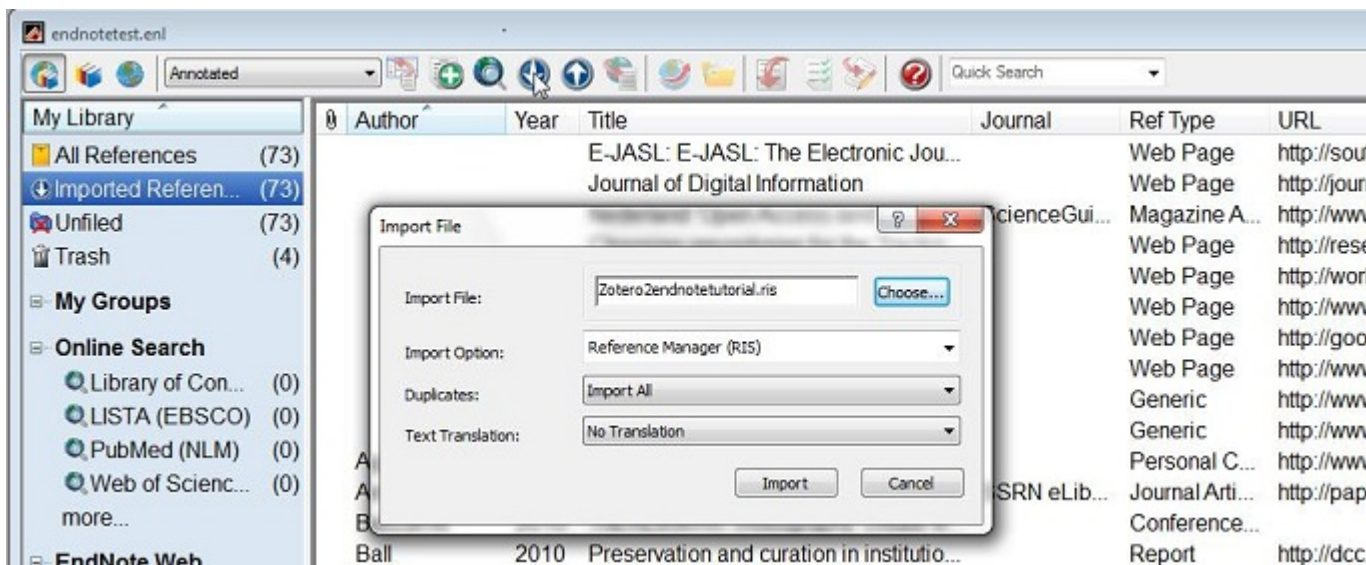 endnotetest.enl
Annotated
Quick Search
My Library
All References (73)
Imported Referen... (73)
Unfiled (73)
Trash (4)
My Groups
Online Search
Library of Con... (0)
LISTA (EBSCO) (0)
PubMed (NLM) (0)
Web of Scienc... (0)
more...
EndNote Web
Author Year Title Journal Ref Type URL
E-JASL: E-JASL: The Electronic Jou... Web Page http://sou
Journal of Digital Information Web Page http://jour
ScienceGui... Magazine A... http://www
Web Page http://rese
Web Page http://wor
Web Page http://www
Web Page http://goo
Web Page http://www
Generic http://www
Generic http://www
Personal C... http://www
SSRN eLib... Journal Arti... http://pap
Conference...
Ball 2010 Preservation and curation in institutio... Report http://dcc
Import File
Import File: Zotero2endnotetutorial.ris Choose...
Import Option: Reference Manager (RIS)
Duplicates: Import All
Text Translation: No Translation
Import Cancel